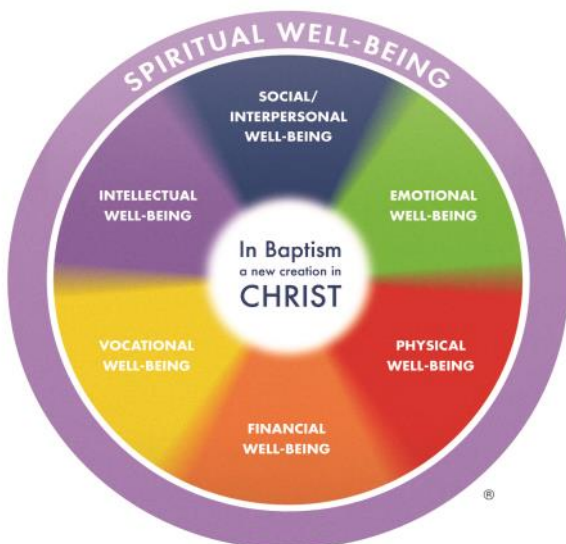 SPIRITUAL WELL-BEING
SOCIAL/
INTERPERSONAL
WELL-BEING
INTELLECTUAL
WELL-BEING
EMOTIONAL
WELL-BEING
In Baptism
a new creation in
CHRIST
VOCATIONAL
WELL-BEING
PHYSICAL
WELL-BEING
FINANCIAL
WELL-BEING
®